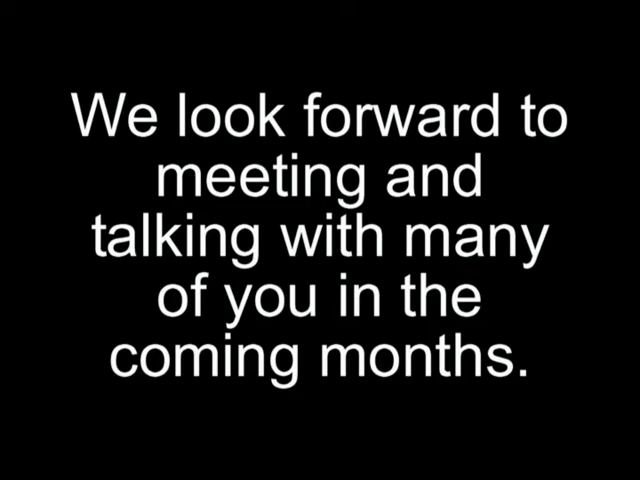 We look forward to
meeting and
talking with many
of you in the
coming months.